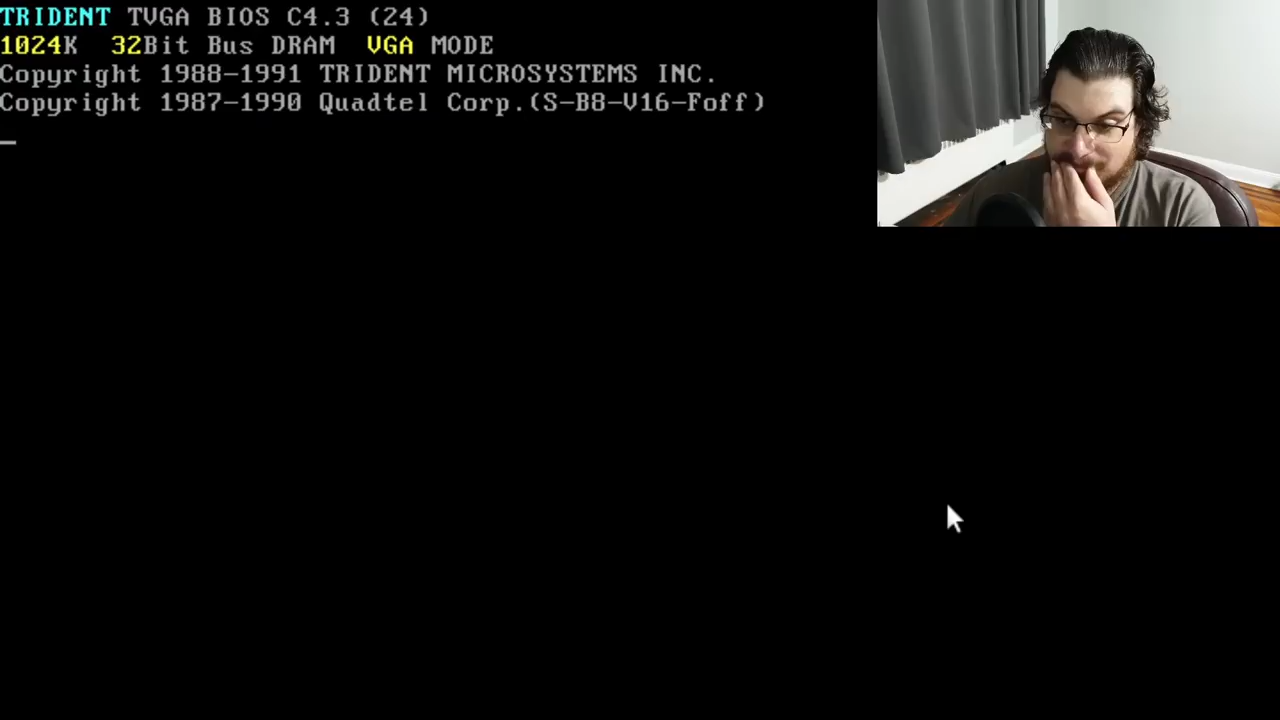 TRIDENT TVGA BIOS C4.3 (24)
1024K  32Bit Bus DRAM  VGA MODE
Copyright 1988-1991 TRIDENT MICROSYSTEMS INC.
Copyright 1987-1990 Quadtel Corp.(S-B8-V16-Foff)